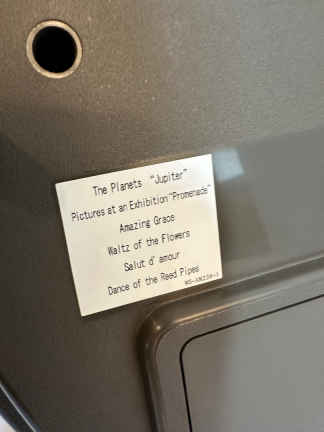 The Planets "Jupiter"
Pictures at an Exhibition "Promenade"
Amazing Grace
Waltz of the Flowers
Salut d' amour
Dance of the Reed Pipes